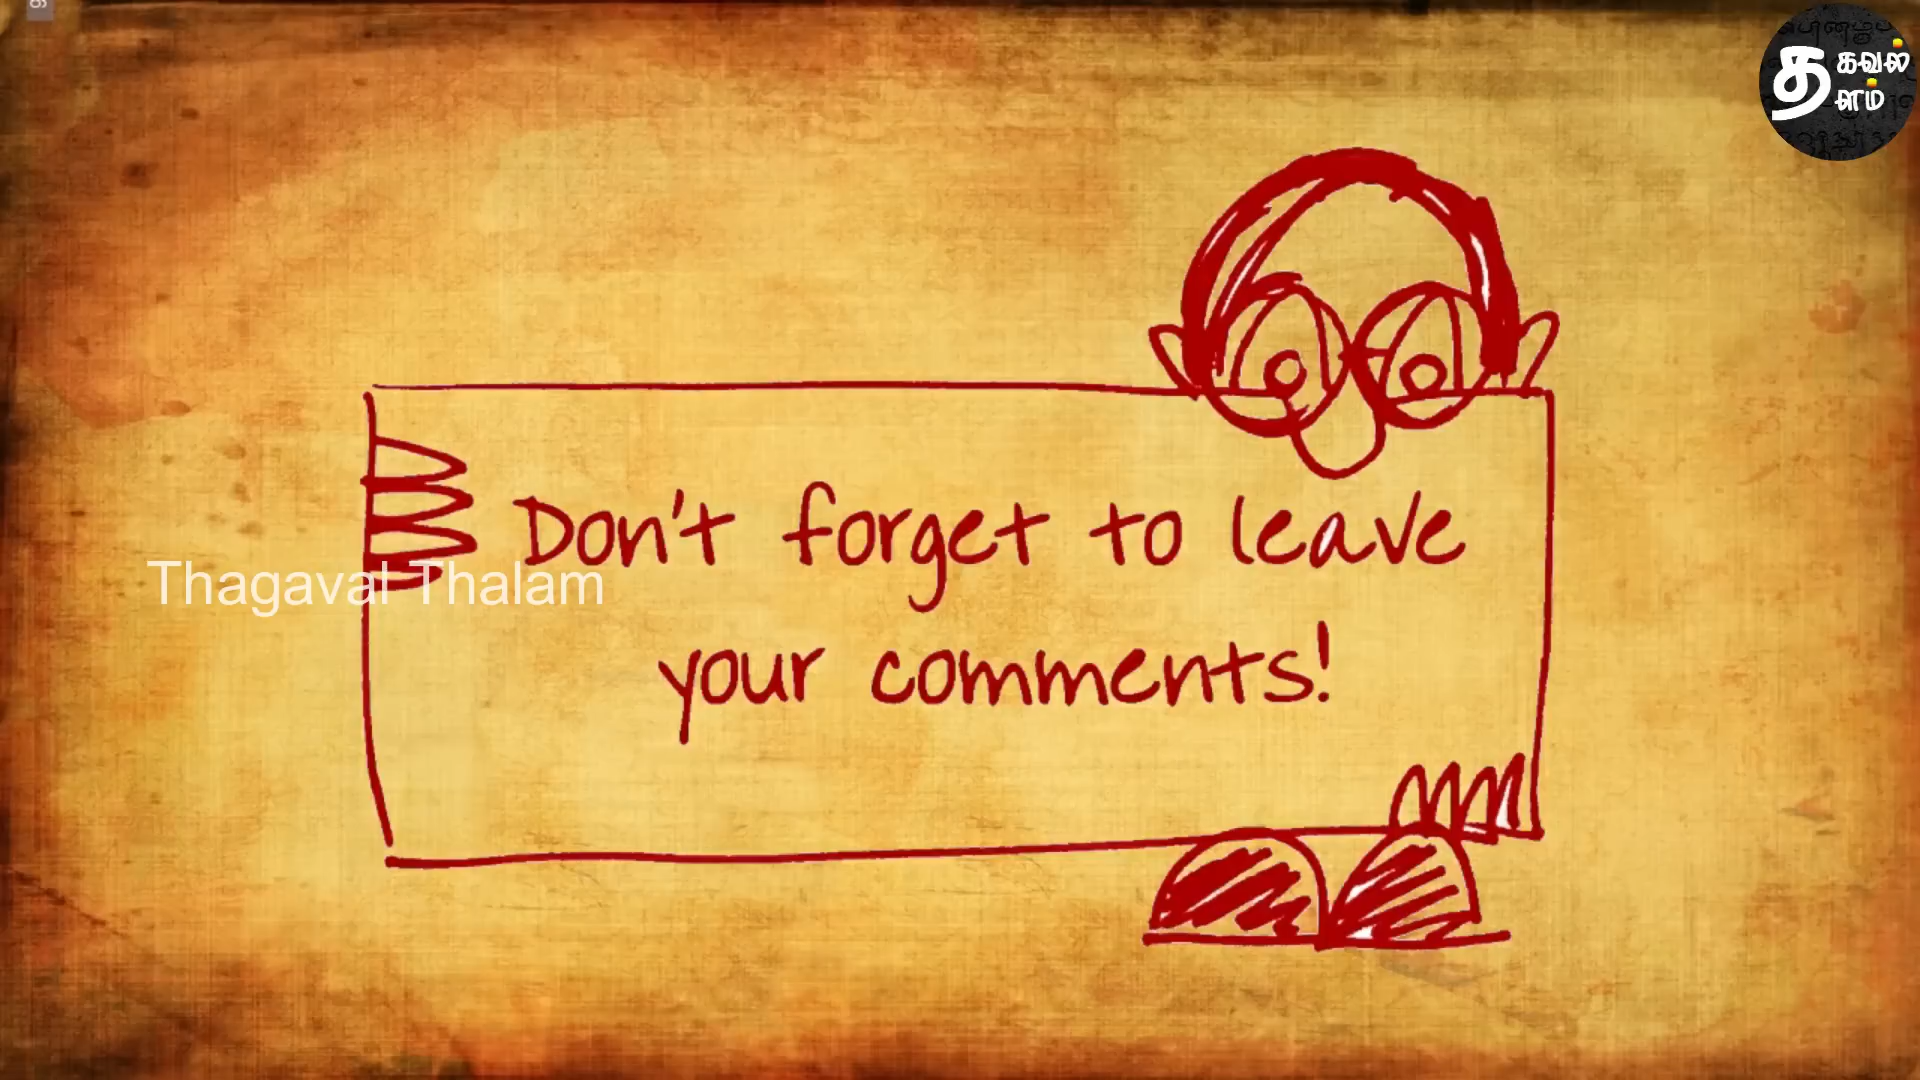 தகவல்
தளம்
Don't forget to leave
Thagaval Thalam
your comments!